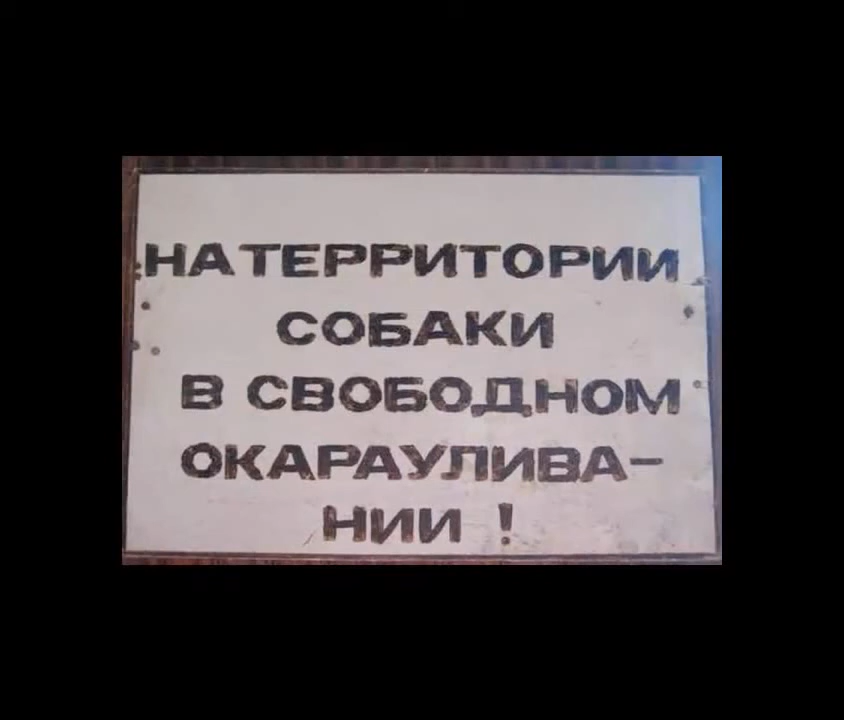 НА ТЕРРИТОРИИ
СОБАКИ
В СВОБОДНОМ
ОКАРАУЛИВА-
НИИ !